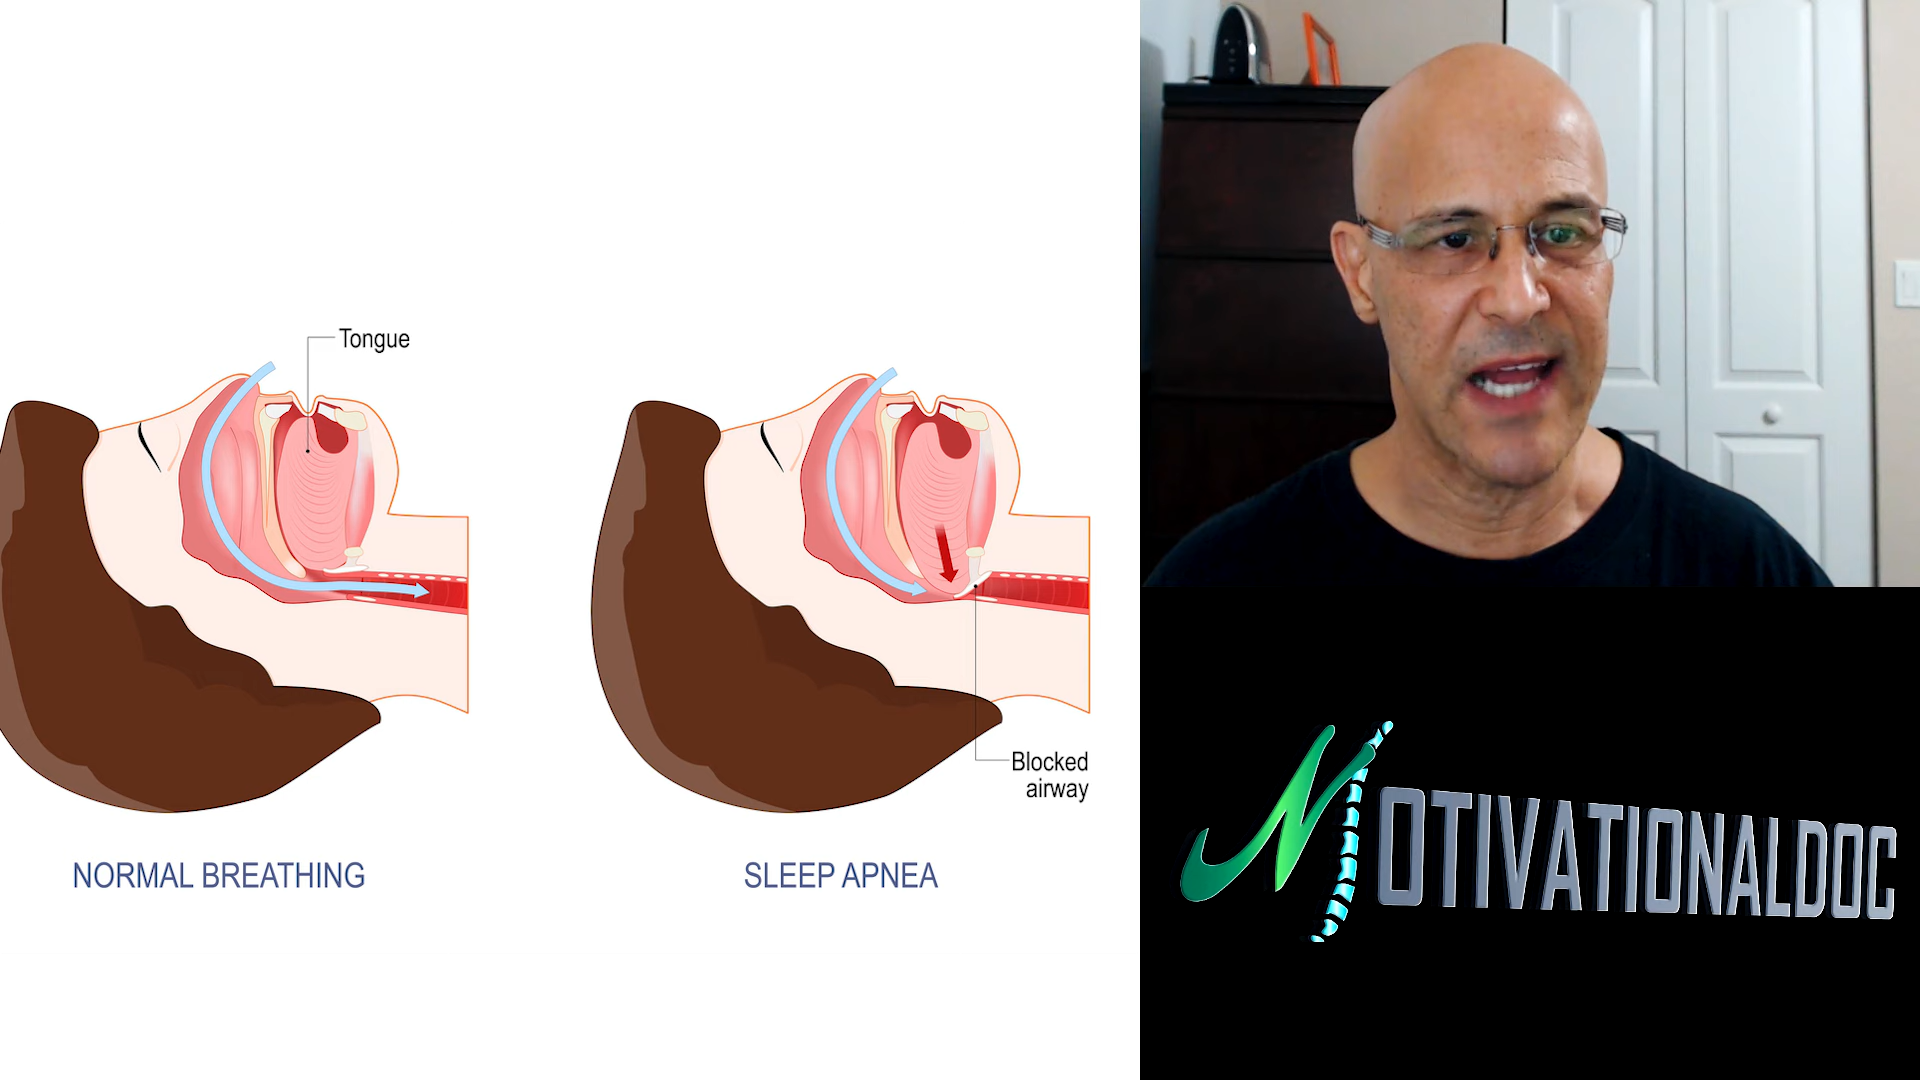 Tongue
Blocked
airway
NORMAL BREATHING
SLEEP APNEA
MOTIVATIONALDOC